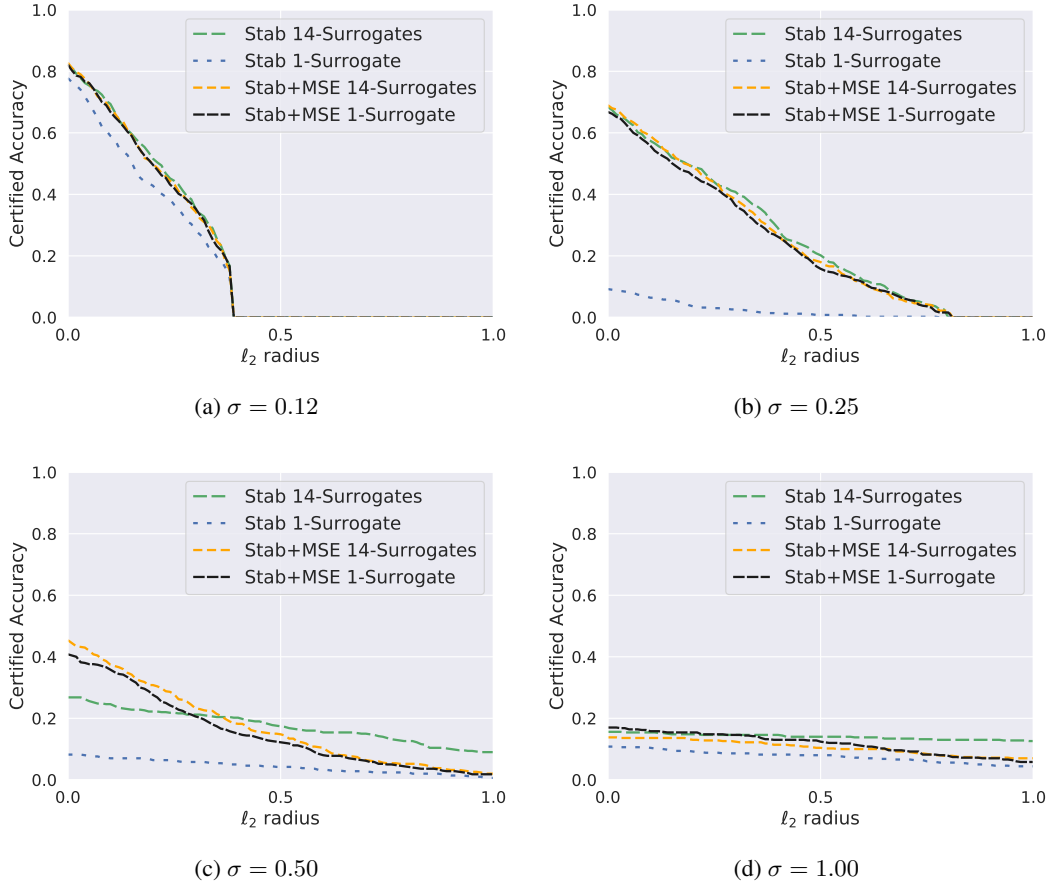 1.0
0.8
0.6
0.4
0.2
0.0
Certified Accuracy
0.0 0.5 1.0
ℓ₂ radius
Stab 14-Surrogates
Stab 1-Surrogate
Stab+MSE 14-Surrogates
Stab+MSE 1-Surrogate
(a) σ = 0.12
1.0
0.8
0.6
0.4
0.2
0.0
Certified Accuracy
0.0 0.5 1.0
ℓ₂ radius
Stab 14-Surrogates
Stab 1-Surrogate
Stab+MSE 14-Surrogates
Stab+MSE 1-Surrogate
(b) σ = 0.25
1.0
0.8
0.6
0.4
0.2
0.0
Certified Accuracy
0.0 0.5 1.0
ℓ₂ radius
Stab 14-Surrogates
Stab 1-Surrogate
Stab+MSE 14-Surrogates
Stab+MSE 1-Surrogate
(c) σ = 0.50
1.0
0.8
0.6
0.4
0.2
0.0
Certified Accuracy
0.0 0.5 1.0
ℓ₂ radius
Stab 14-Surrogates
Stab 1-Surrogate
Stab+MSE 14-Surrogates
Stab+MSE 1-Surrogate
(d) σ = 1.00